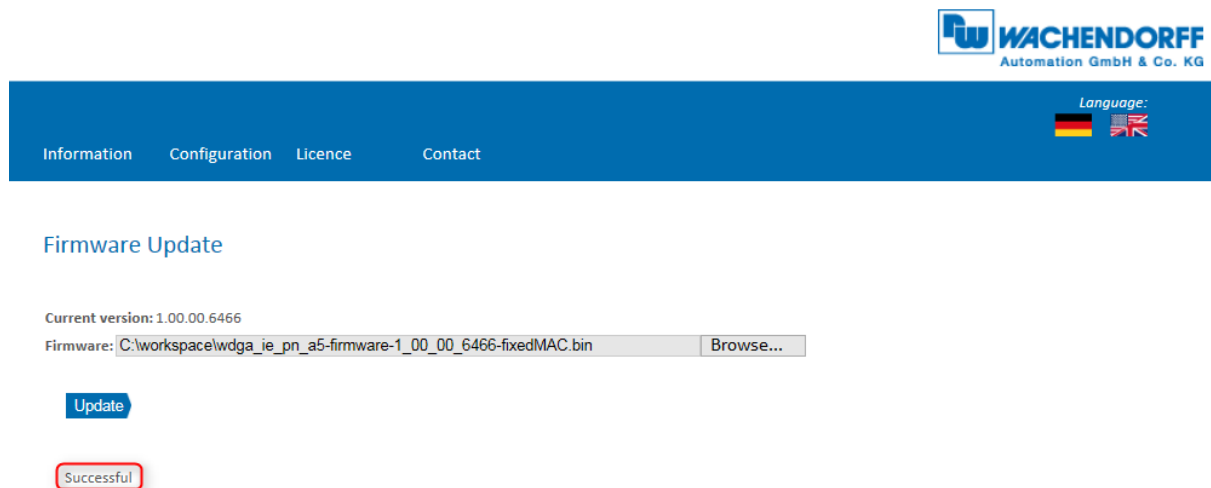 WACHENDORFF
Automation GmbH & Co. KG
Language:
Information Configuration Licence Contact
Firmware Update
Current version: 1.00.00.6466
Firmware: C:\workspace\wdga_ie_pn_a5-firmware-1_00_00_6466-fixedMAC.bin Browse...
Update
Successful